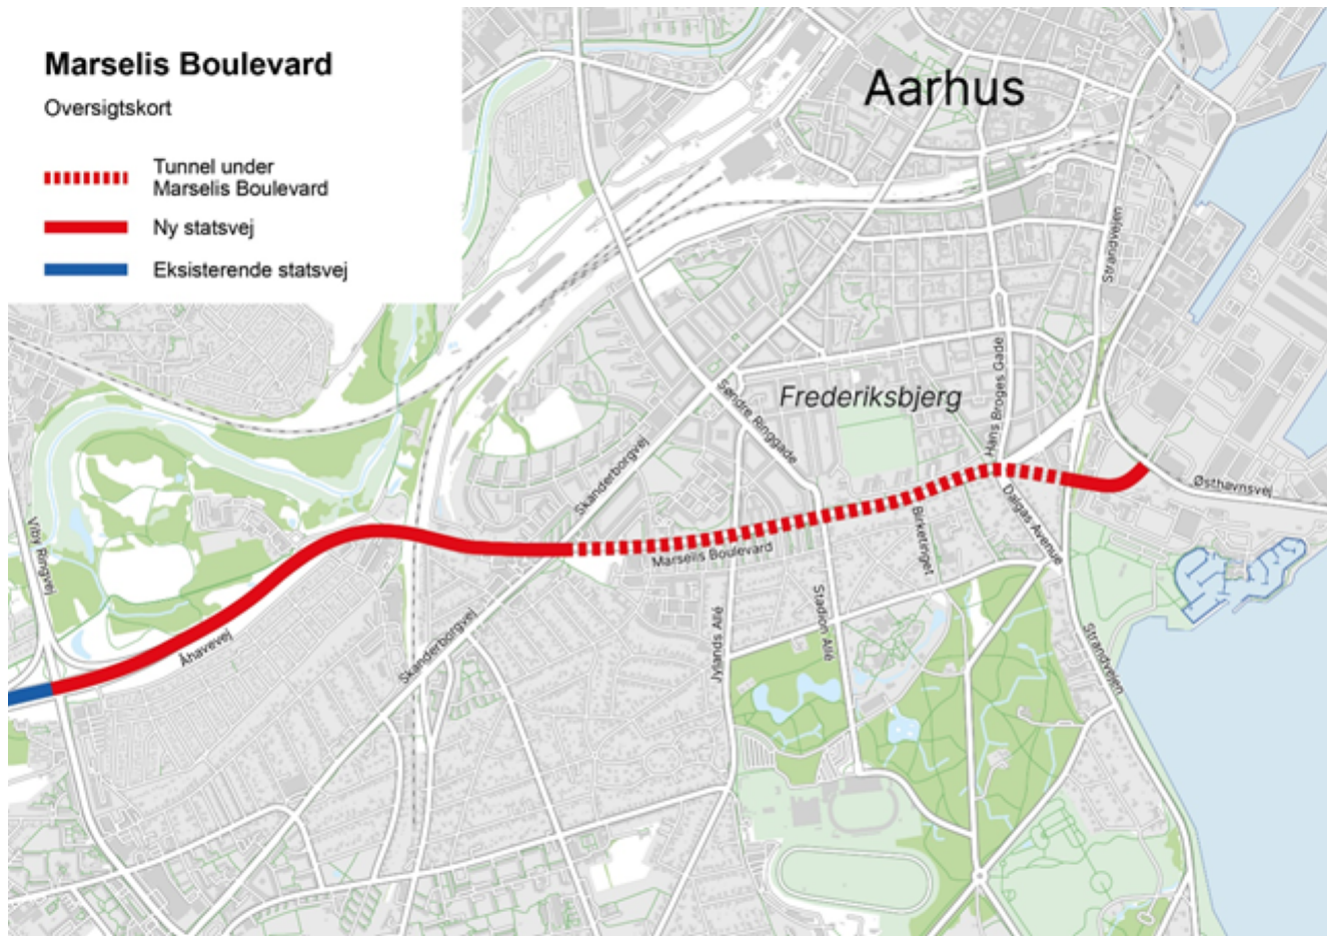 Marselis Boulevard
Oversigtskort
Tunnel under
Marselis Boulevard
Ny statsvej
Eksisterende statsvej
Aarhus
Strandvejen
Hans Broges Gade
Søndre Ringgade
Frederiksbjerg
Skanderborgvej
Østhavnsvej
Dalgas Avenue
Birketinget
Marselis Boulevard
Viby Ringvej
Åhavevej
Skanderborgvej
Jyllands Allé
Stadion Allé
Strandvejen